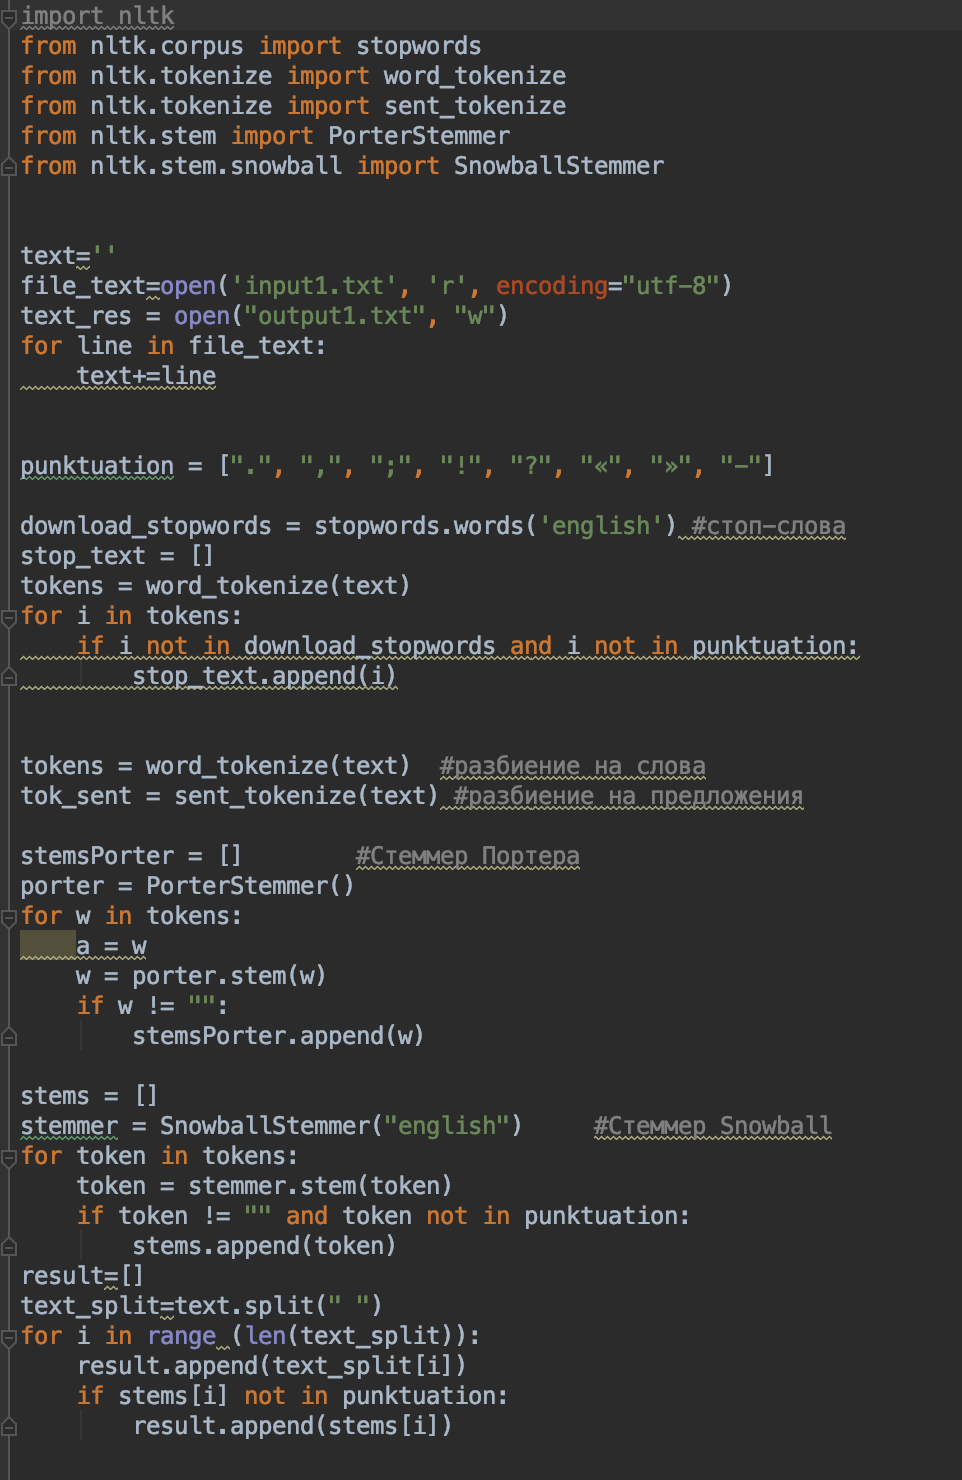 import nltk
from nltk.corpus import stopwords
from nltk.tokenize import word_tokenize
from nltk.tokenize import sent_tokenize
from nltk.stem import PorterStemmer
from nltk.stem.snowball import SnowballStemmer
text=''
file_text=open('input1.txt', 'r', encoding="utf-8")
text_res = open("output1.txt", "w")
for line in file_text:
    text+=line
punktuation = [".", ",", ";", "!", "?", "«", "»", "-"]
download_stopwords = stopwords.words('english') #стоп-слова
stop_text = []
tokens = word_tokenize(text)
for i in tokens:
    if i not in download_stopwords and i not in punktuation:
        stop_text.append(i)
tokens = word_tokenize(text)  #разбиение на слова
tok_sent = sent_tokenize(text) #разбиение на предложения
stemsPorter = []        #Стеммер Портера
porter = PorterStemmer()
for w in tokens:
    a = w
    w = porter.stem(w)
    if w != "":
        stemsPorter.append(w)
stems = []
stemmer = SnowballStemmer("english")     #Стеммер Snowball
for token in tokens:
    token = stemmer.stem(token)
    if token != "" and token not in punktuation:
        stems.append(token)
result=[]
text_split=text.split(" ")
for i in range (len(text_split)):
    result.append(text_split[i])
    if stems[i] not in punktuation:
        result.append(stems[i])